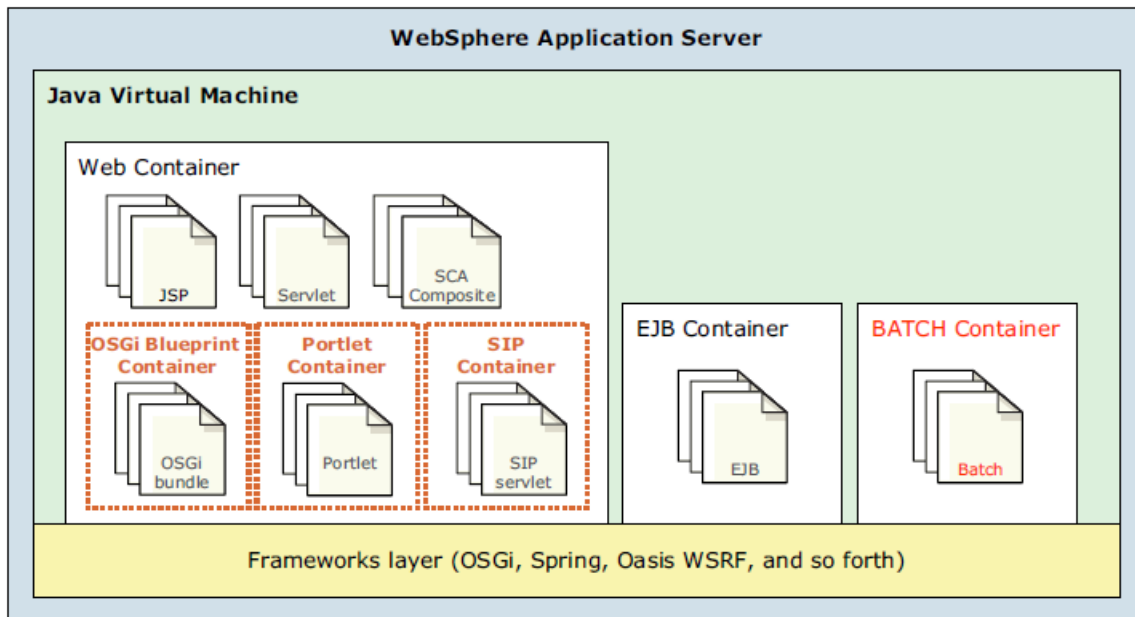 WebSphere Application Server
Java Virtual Machine
Web Container
JSP
Servlet
SCA
Composite
OSGi Blueprint
Container
OSGi
bundle
Portlet
Container
Portlet
SIP
Container
SIP
servlet
EJB Container
EJB
BATCH Container
Batch
Frameworks layer (OSGi, Spring, Oasis WSRF, and so forth)